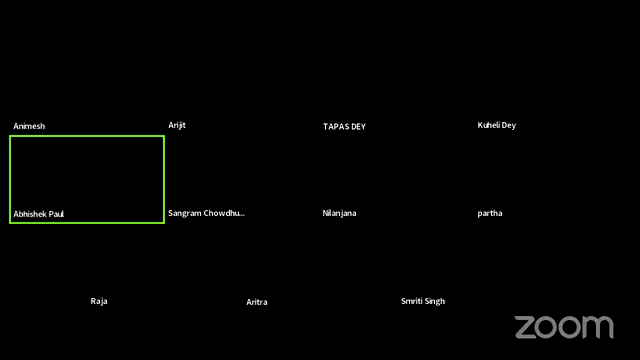 Animesh
Arijit
TAPAS DEY
Kuheli Dey
Abhishek Paul
Sangram Chowdhu...
Nilanjana
partha
Raja
Aritra
Smriti Singh
zoom